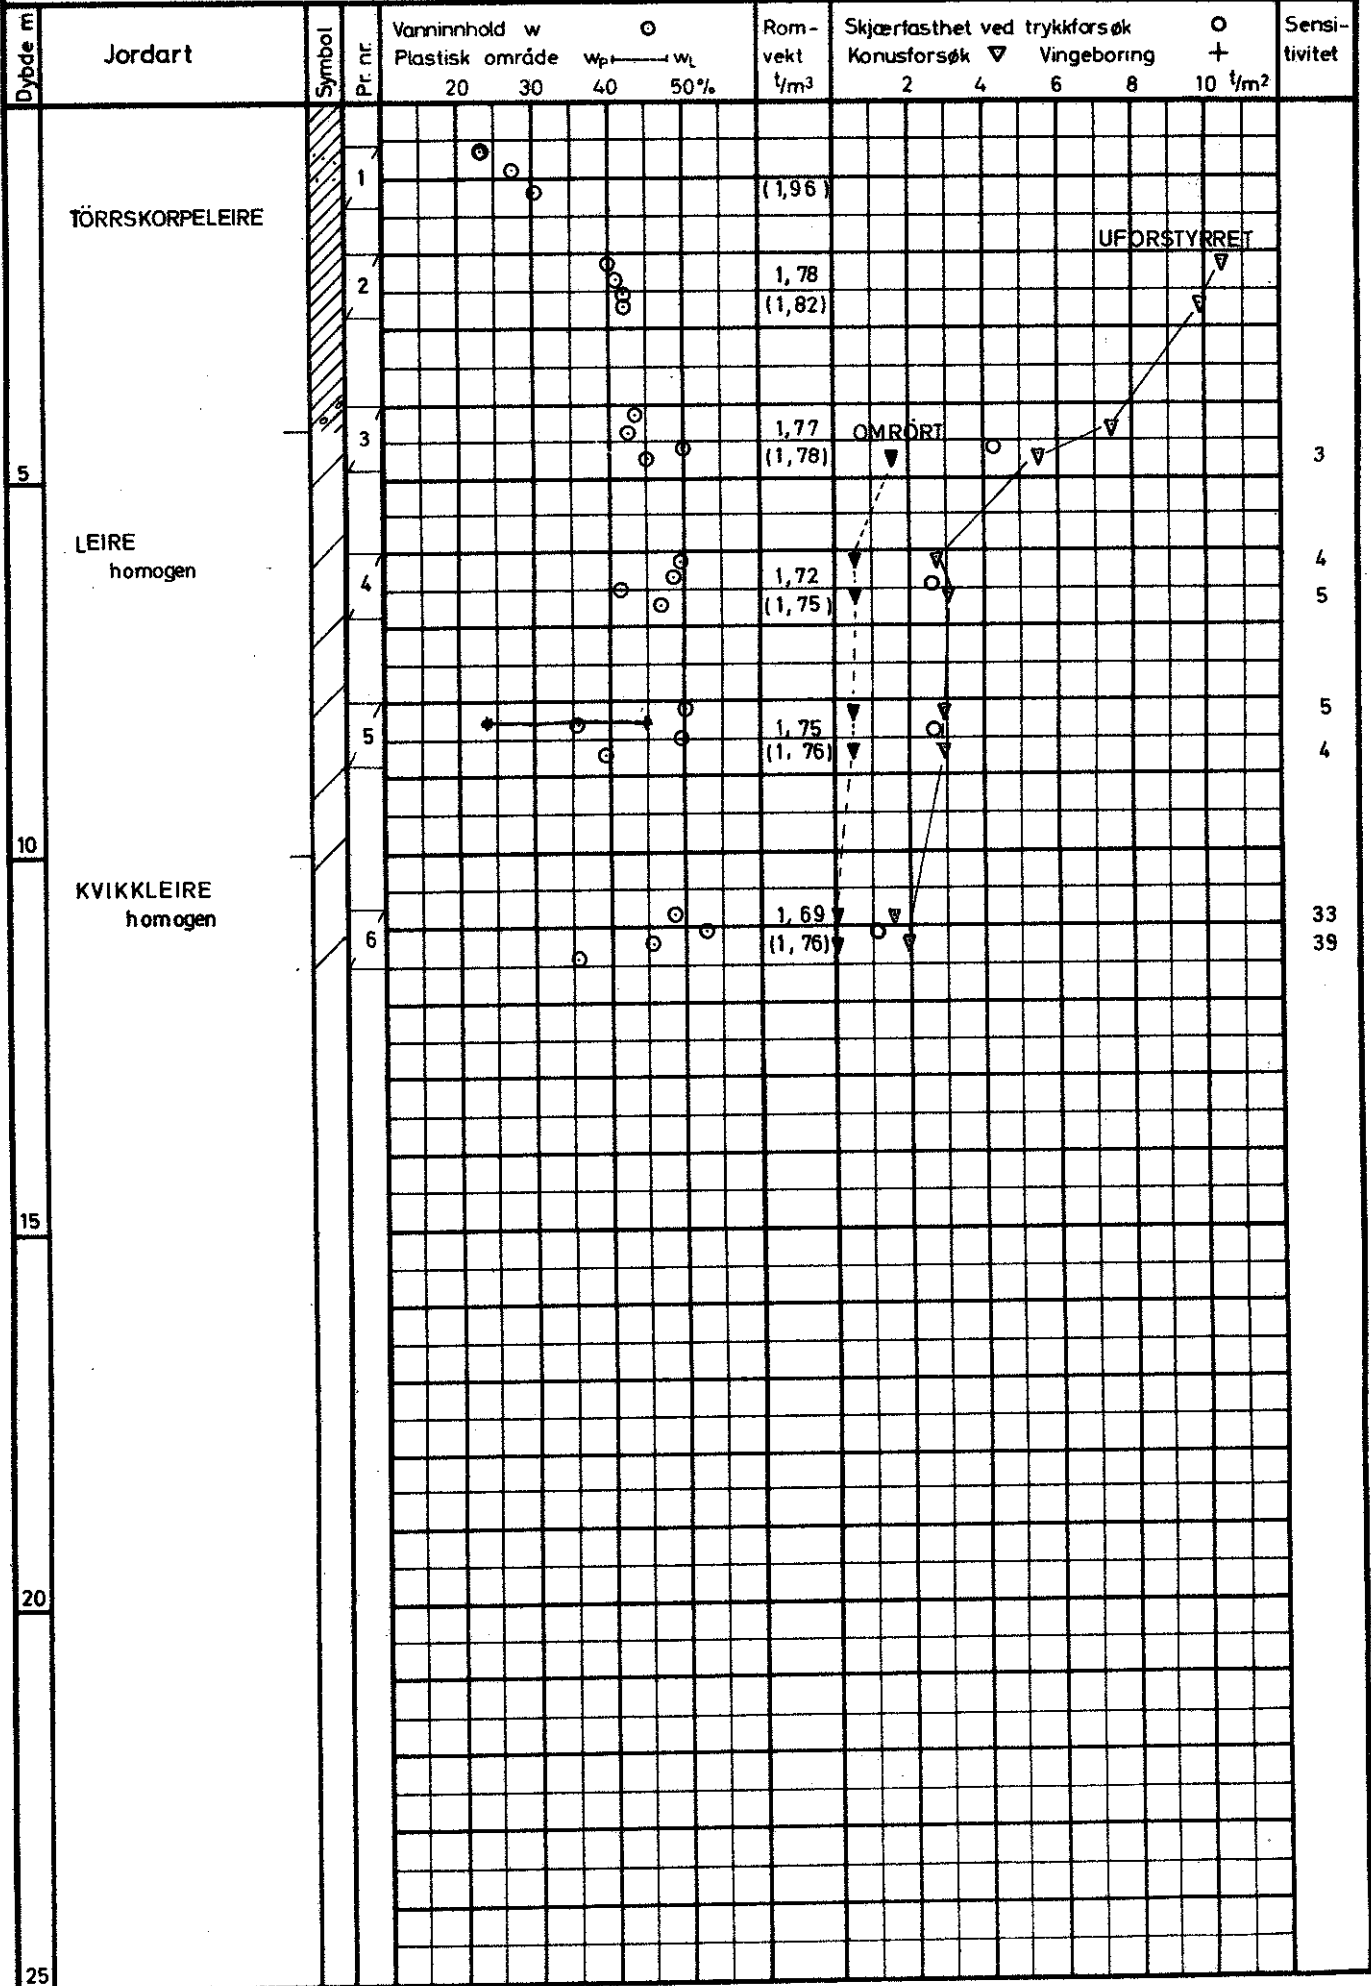 Dybde m
Jordart
Symbol
Pr. nr.
Vanninnhold w
Plastisk område wP wL
20 30 40 50%
Rom-
vekt
t/m³
Skjærfasthet ved trykkforsøk
Konusforsøk Vingeboring
2 4 6 8 10 t/m²
Sensi-
tivitet
1
(1,96)
TÖRRSKORPELEIRE
UFORSTYRRET
2
1,78
(1,82)
3
1,77
OMRÖRT
(1,78)
3
5
LEIRE
homogen
4
4
1,72
(1,75)
5
5
5
1,75
(1,76)
4
10
KVIKKLEIRE
homogen
6
1,69
33
(1,76)
39
15
20
25